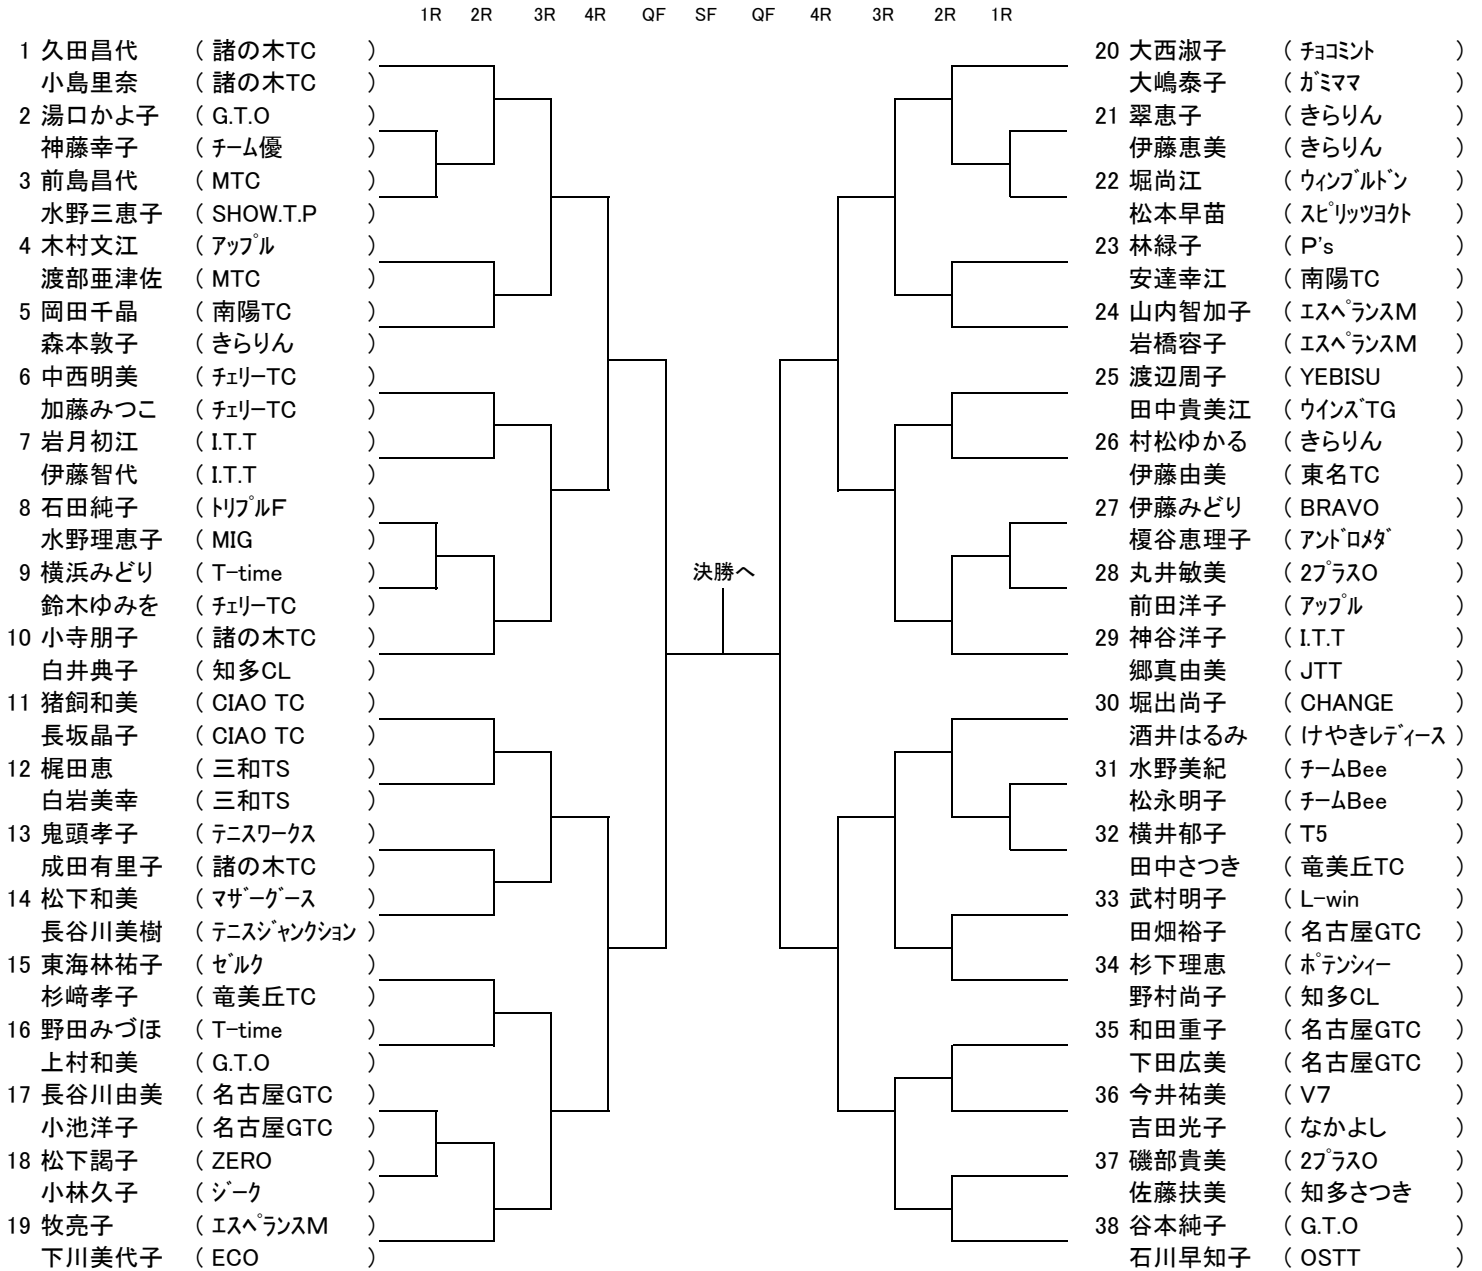 1R 2R 3R 4R QF SF QF 4R 3R 2R 1R
1 久田昌代 ( 諸の木TC )
小島里奈 ( 諸の木TC )
2 湯口かよ子 ( G.T.O )
神藤幸子 ( ﾁｰﾑ優 )
3 前島昌代 ( MTC )
水野三恵子 ( SHOW.T.P )
4 木村文江 ( ｱｯﾌﾟﾙ )
渡部亜津佐 ( MTC )
5 岡田千晶 ( 南陽TC )
森本敦子 ( きらりん )
6 中西明美 ( ﾁｪﾘｰTC )
加藤みつこ ( ﾁｪﾘｰTC )
7 岩月初江 ( I.T.T )
伊藤智代 ( I.T.T )
8 石田純子 ( ﾄﾘﾌﾟﾙF )
水野理恵子 ( MIG )
9 横浜みどり ( T-time )
鈴木ゆみを ( ﾁｪﾘｰTC )
10 小寺朋子 ( 諸の木TC )
白井典子 ( 知多CL )
11 猪飼和美 ( CIAO TC )
長坂晶子 ( CIAO TC )
12 梶田恵 ( 三和TS )
白岩美幸 ( 三和TS )
13 鬼頭孝子 ( ﾃﾆｽﾜｰｸｽ )
成田有里子 ( 諸の木TC )
14 松下和美 ( ﾏｻﾞｰｸﾞｰｽ )
長谷川美樹 ( ﾃﾆｽｼﾞｬﾝｸｼｮﾝ )
15 東海林祐子 ( ｾﾞﾙｸ )
杉﨑孝子 ( 竜美丘TC )
16 野田みづほ ( T-time )
上村和美 ( G.T.O )
17 長谷川由美 ( 名古屋GTC )
小池洋子 ( 名古屋GTC )
18 松下謁子 ( ZERO )
小林久子 ( ｼﾞｰｸ )
19 牧亮子 ( ｴｽﾍﾟﾗﾝｽM )
下川美代子 ( ECO )
決勝へ
20 大西淑子 ( ﾁｮｺﾐﾝﾄ )
大嶋泰子 ( ｶﾞﾐママ )
21 翠恵子 ( きらりん )
伊藤恵美 ( きらりん )
22 堀尚江 ( ｳｨﾝﾌﾞﾙﾄﾞﾝ )
松本早苗 ( ｽﾋﾟﾘｯﾂﾖｸﾄ )
23 林緑子 ( P's )
安達幸江 ( 南陽TC )
24 山内智加子 ( ｴｽﾍﾟﾗﾝｽM )
岩橋容子 ( ｴｽﾍﾟﾗﾝｽM )
25 渡辺周子 ( YEBISU )
田中貴美江 ( ｳインｽﾞTG )
26 村松ゆかる ( きらりん )
伊藤由美 ( 東名TC )
27 伊藤みどり ( BRAVO )
榎谷恵理子 ( ｱﾝﾄﾞﾛﾒﾀﾞ )
28 丸井敏美 ( 2ﾌﾟﾗｽO )
前田洋子 ( ｱｯﾌﾟﾙ )
29 神谷洋子 ( I.T.T )
郷真由美 ( JTT )
30 堀出尚子 ( CHANGE )
酒井はるみ ( けやきﾚﾃﾞｨｰｽ )
31 水野美紀 ( ﾁｰﾑBee )
松永明子 ( ﾁｰﾑBee )
32 横井郁子 ( T5 )
田中さつき ( 竜美丘TC )
33 武村明子 ( L-win )
田畑裕子 ( 名古屋GTC )
34 杉下理恵 ( ﾎﾟﾃﾝｼｨｰ )
野村尚子 ( 知多CL )
35 和田重子 ( 名古屋GTC )
下田広美 ( 名古屋GTC )
36 今井祐美 ( V7 )
吉田光子 ( なかよし )
37 磯部貴美 ( 2ﾌﾟﾗｽO )
佐藤扶美 ( 知多さつき )
38 谷本純子 ( G.T.O )
石川早知子 ( OSTT )